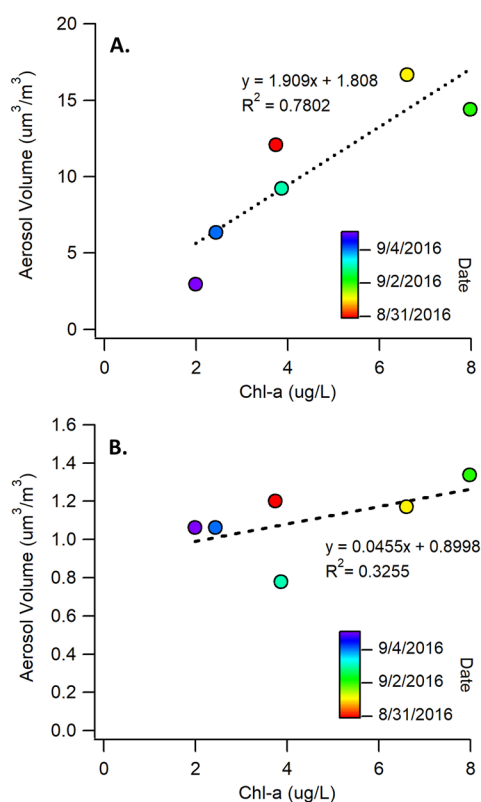 A.
20
15
10
5
0
Aerosol Volume (um³/m³)
y = 1.909x + 1.808
R² = 0.7802
9/4/2016
9/2/2016
8/31/2016
Date
0 2 4 6 8
Chl-a (ug/L)
B.
1.6
1.4
1.2
1.0
0.8
0.6
0.4
0.2
0.0
Aerosol Volume (um³/m³)
y = 0.0455x + 0.8998
R²= 0.3255
9/4/2016
9/2/2016
8/31/2016
Date
0 2 4 6 8
Chl-a (ug/L)